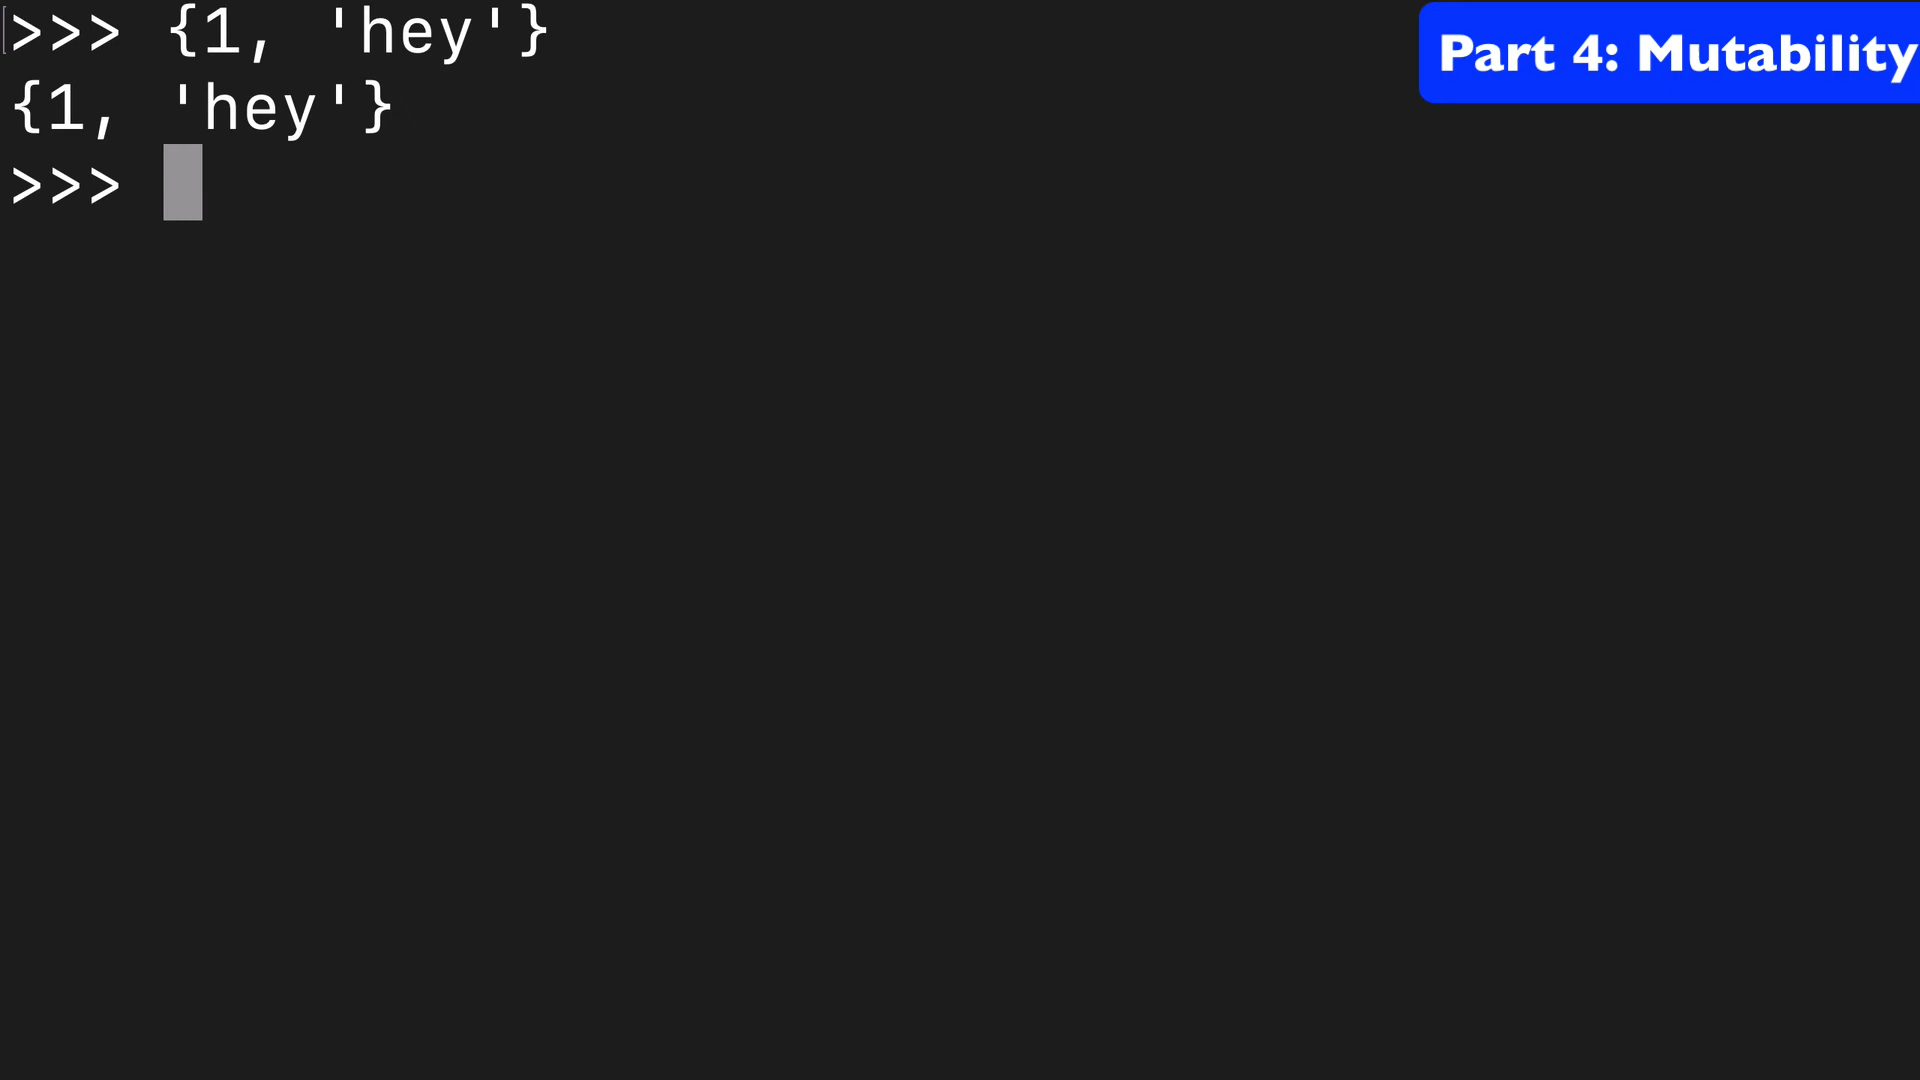 >>> {1, 'hey'}
Part 4: Mutability
{1, 'hey'}
>>>